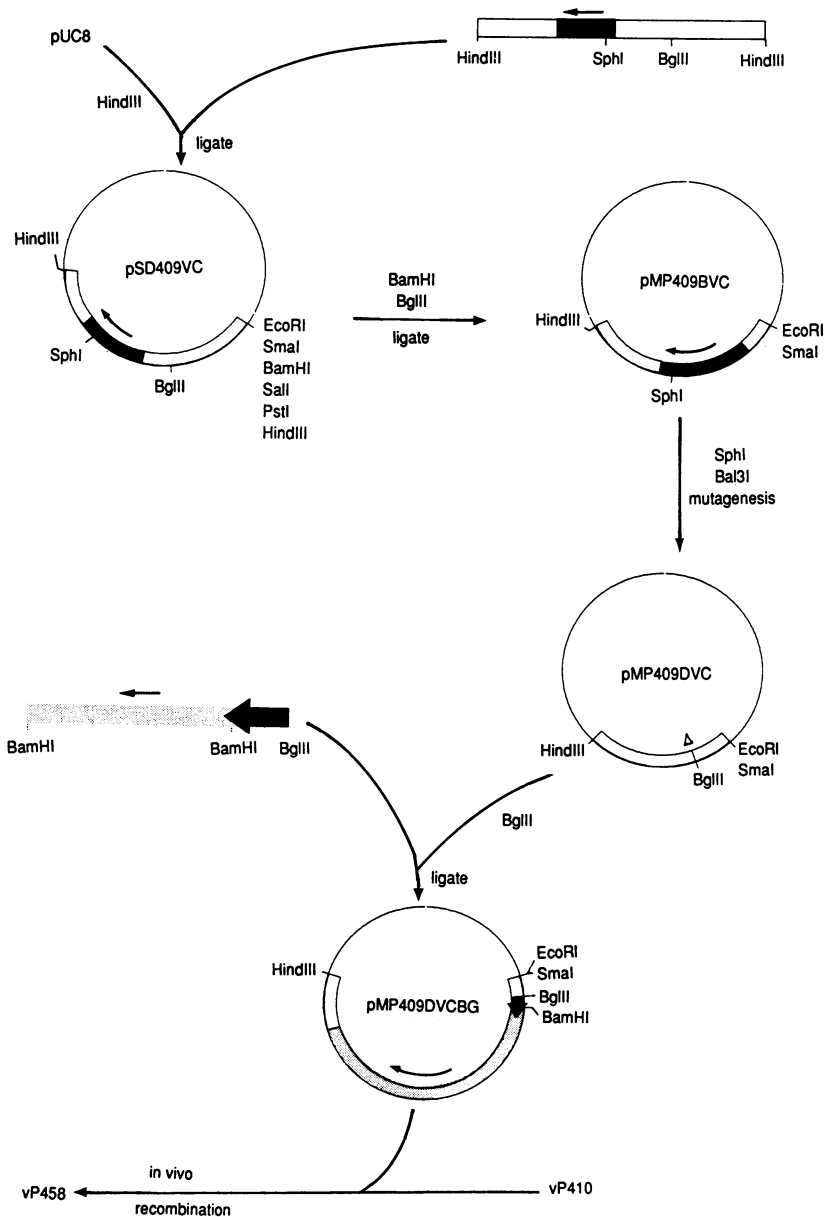 pUC8
HindIII
SphI
BglII
HindIII
HindIII
ligate
HindIII
pSD409VC
SphI
BglII
EcoRI
SmaI
BamHI
SalI
PstI
HindIII
BamHI
BglII
ligate
pMP409BVC
HindIII
SphI
EcoRI
SmaI
SphI
Bal3I
mutagenesis
pMP409DVC
HindIII
Δ
BglII
EcoRI
SmaI
BamHI
BamHI
BglII
BglII
ligate
HindIII
pMP409DVCBG
EcoRI
SmaI
BglII
BamHI
in vivo
vP458
vP410
recombination